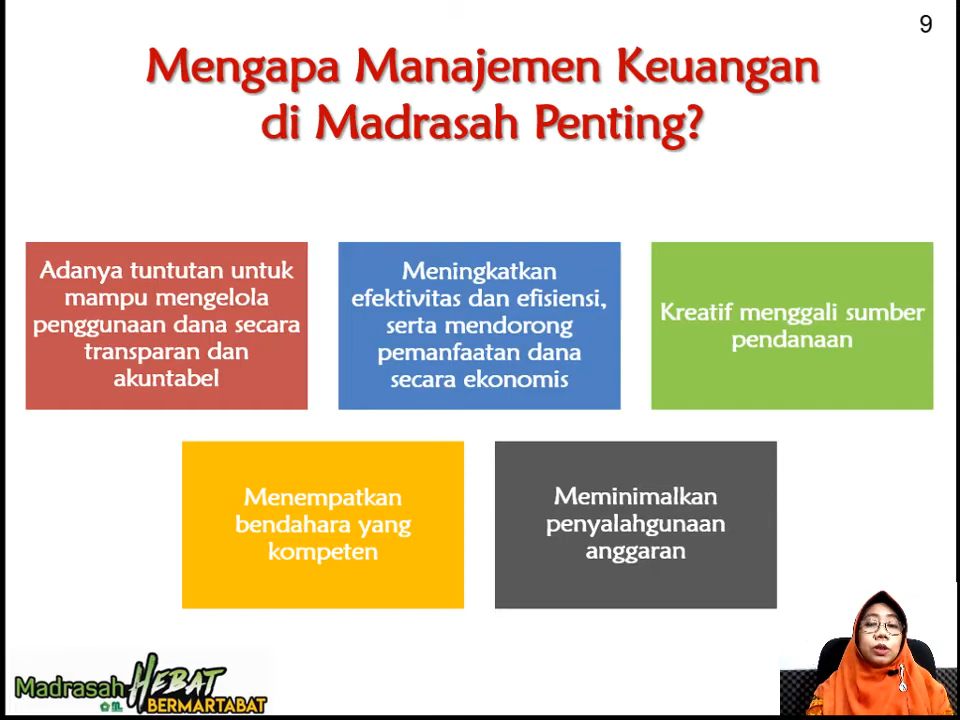 9
Mengapa Manajemen Keuangan
di Madrasah Penting?
Adanya tuntutan untuk
mampu mengelola
penggunaan dana secara
transparan dan
akuntabel
Meningkatkan
efektivitas dan efisiensi,
serta mendorong
pemanfaatan dana
secara ekonomis
Kreatif menggali sumber
pendanaan
Menempatkan
bendahara yang
kompeten
Meminimalkan
penyalahgunaan
anggaran
Madrasah HEBAT
BERMARTABAT